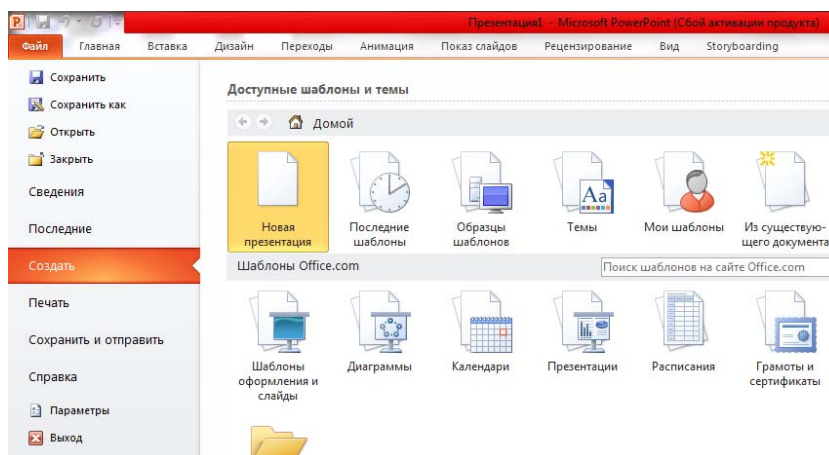 Презентация1 - Microsoft PowerPoint (Сбой активации продукта)
Файл Главная Вставка Дизайн Переходы Анимация Показ слайдов Рецензирование Вид Storyboarding
Сохранить
Сохранить как
Открыть
Закрыть
Сведения
Последние
Создать
Печать
Сохранить и отправить
Справка
Параметры
Выход
Доступные шаблоны и темы
Домой
Новая
презентация
Последние
шаблоны
Образцы
шаблонов
Темы
Мои шаблоны
Из существую-
щего документа
Шаблоны Office.com
Поиск шаблонов на сайте Office.com
Шаблоны
оформления и
слайды
Диаграммы
Календари
Презентации
Расписания
Грамоты и
сертификаты